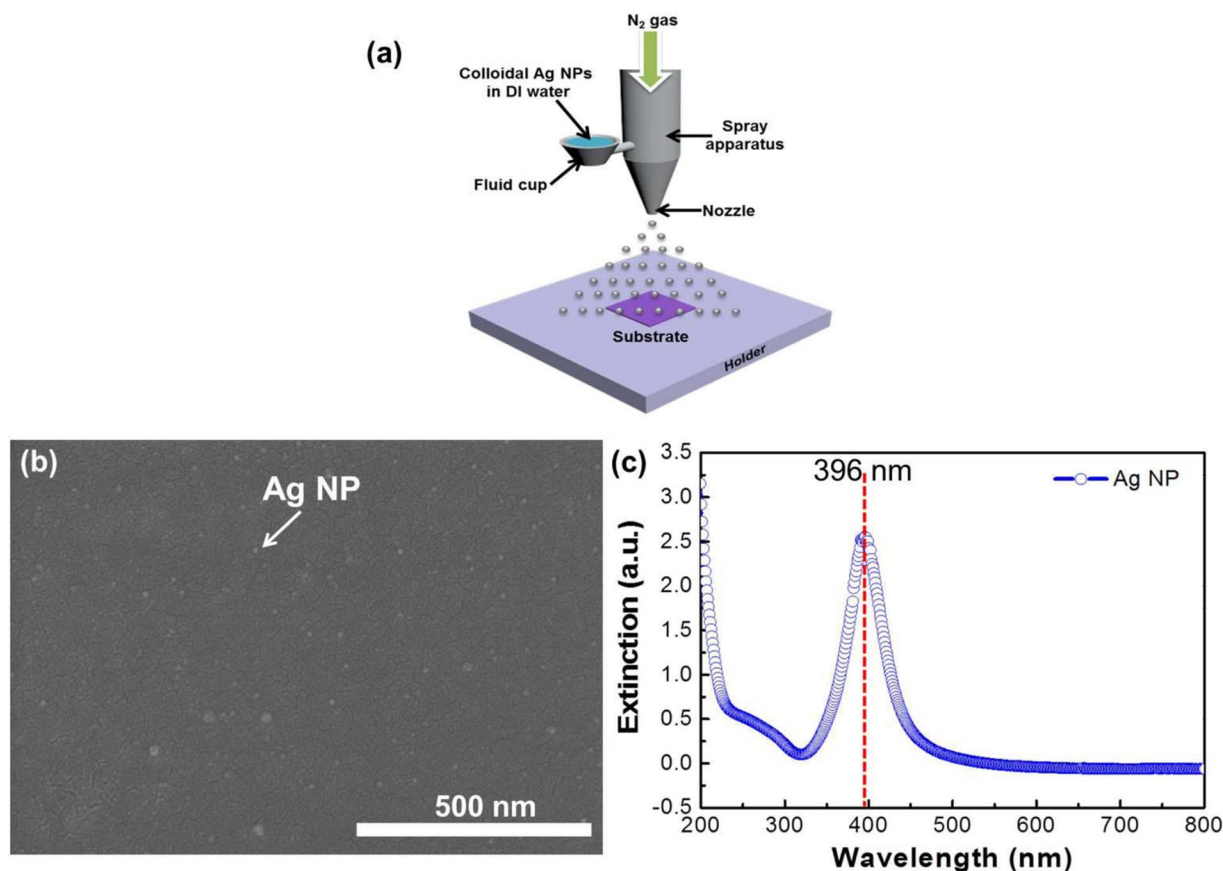 (a)
N₂ gas
Colloidal Ag NPs
in DI water
Spray
apparatus
Fluid cup
Nozzle
Substrate
Holder
(b)
Ag NP
500 nm
(c)
396 nm
Ag NP
3.5
3.0
2.5
2.0
1.5
1.0
0.5
0.0
-0.5
Extinction (a.u.)
200 300 400 500 600 700 800
Wavelength (nm)